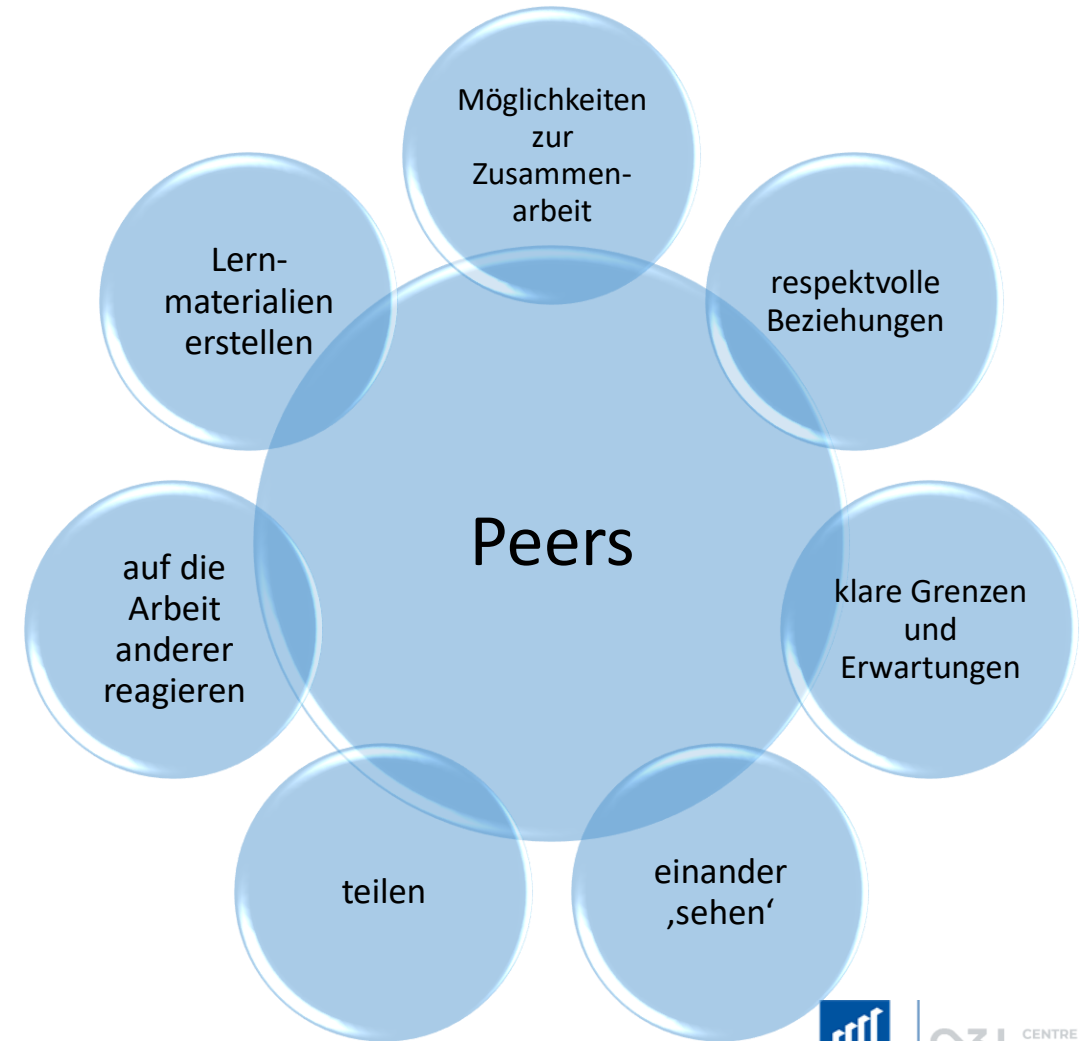 Möglichkeiten
zur
Zusammen-
arbeit
respektvolle
Beziehungen
klare Grenzen
und
Erwartungen
einander
‚sehen‘
teilen
auf die
Arbeit
anderer
reagieren
Lern-
materialien
erstellen
Peers
CENTRE